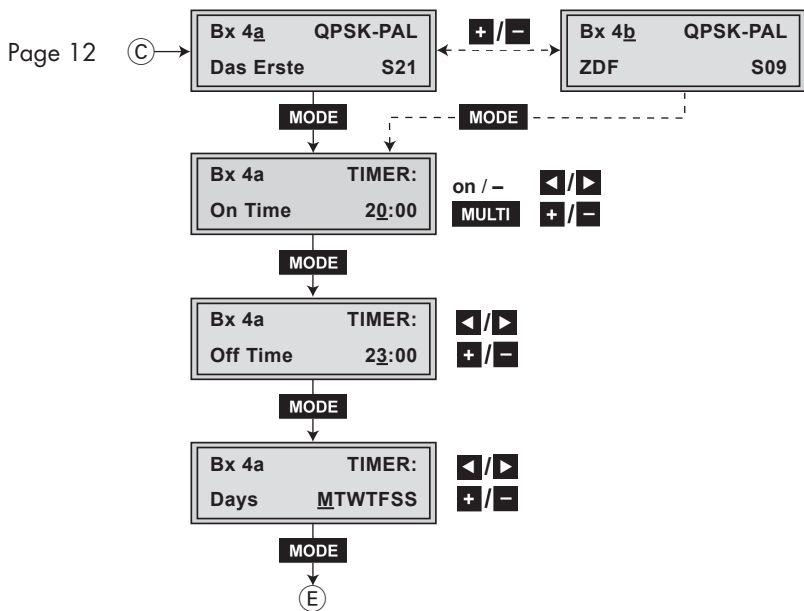 Page 12
C
Bx 4a QPSK-PAL
Das Erste S21
+ / –
Bx 4b QPSK-PAL
ZDF S09
MODE
MODE
Bx 4a TIMER:
On Time 20:00
on / –
◄ / ►
MULTI
+ / –
MODE
Bx 4a TIMER:
Off Time 23:00
◄ / ►
+ / –
MODE
Bx 4a TIMER:
Days MTWTFSS
◄ / ►
+ / –
MODE
E